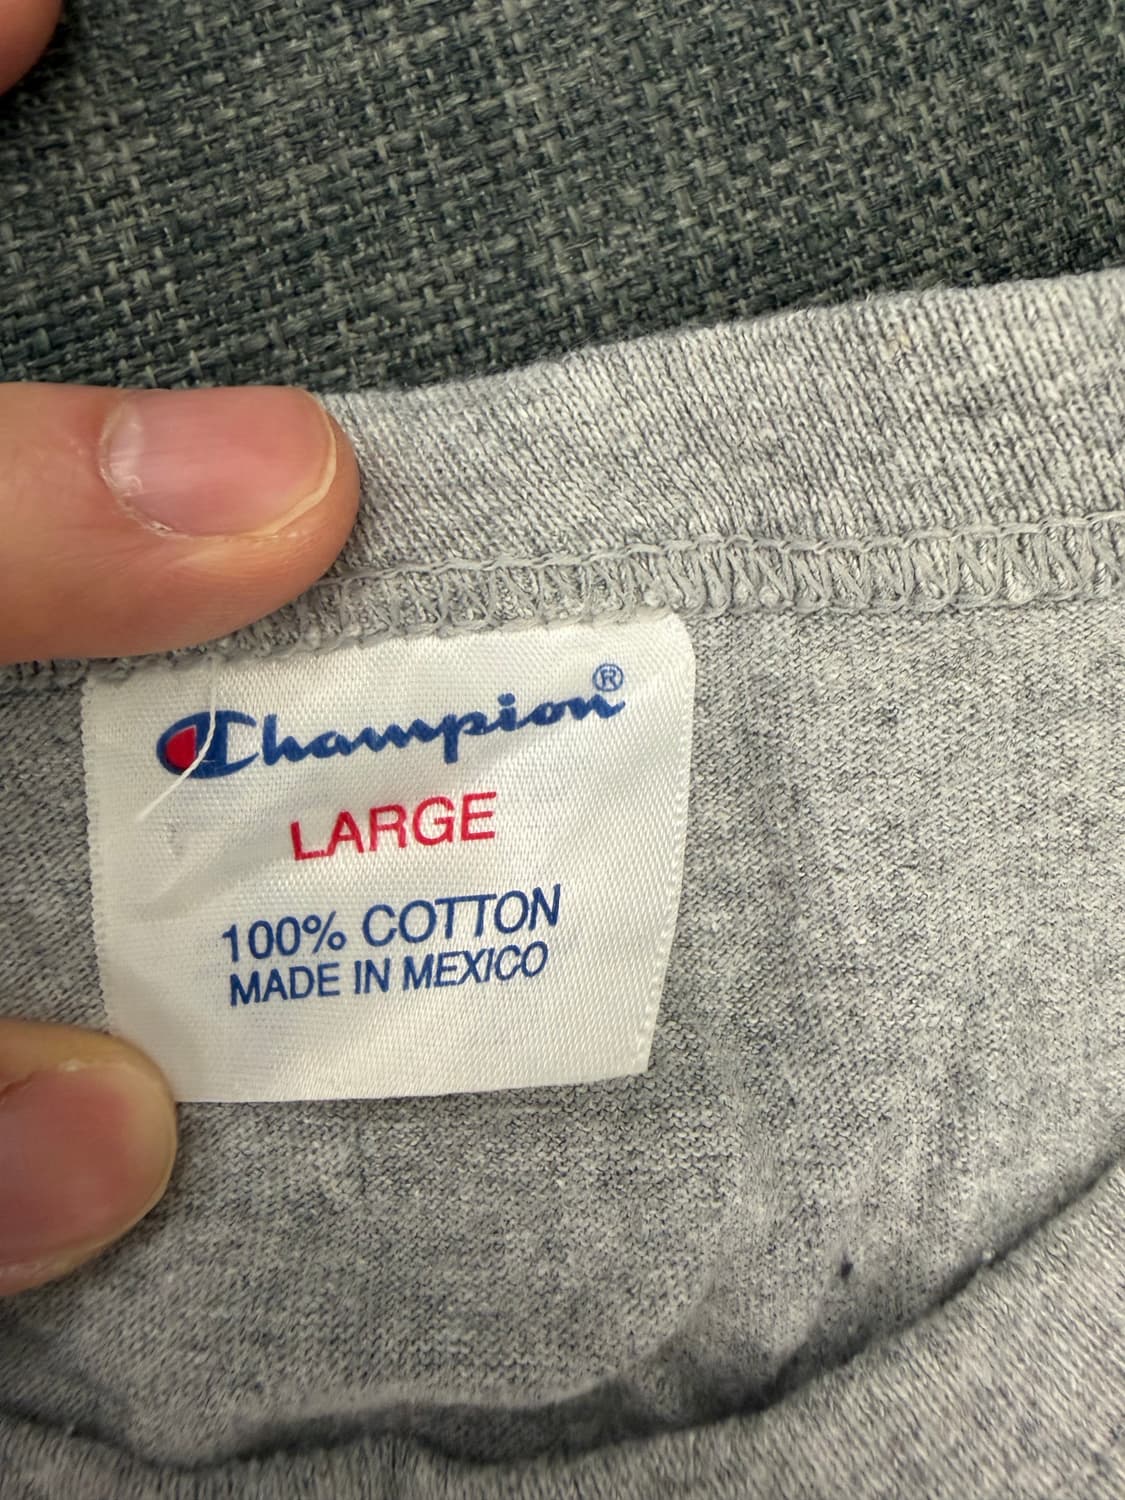 Champion®
LARGE
100% COTTON
MADE IN MEXICO